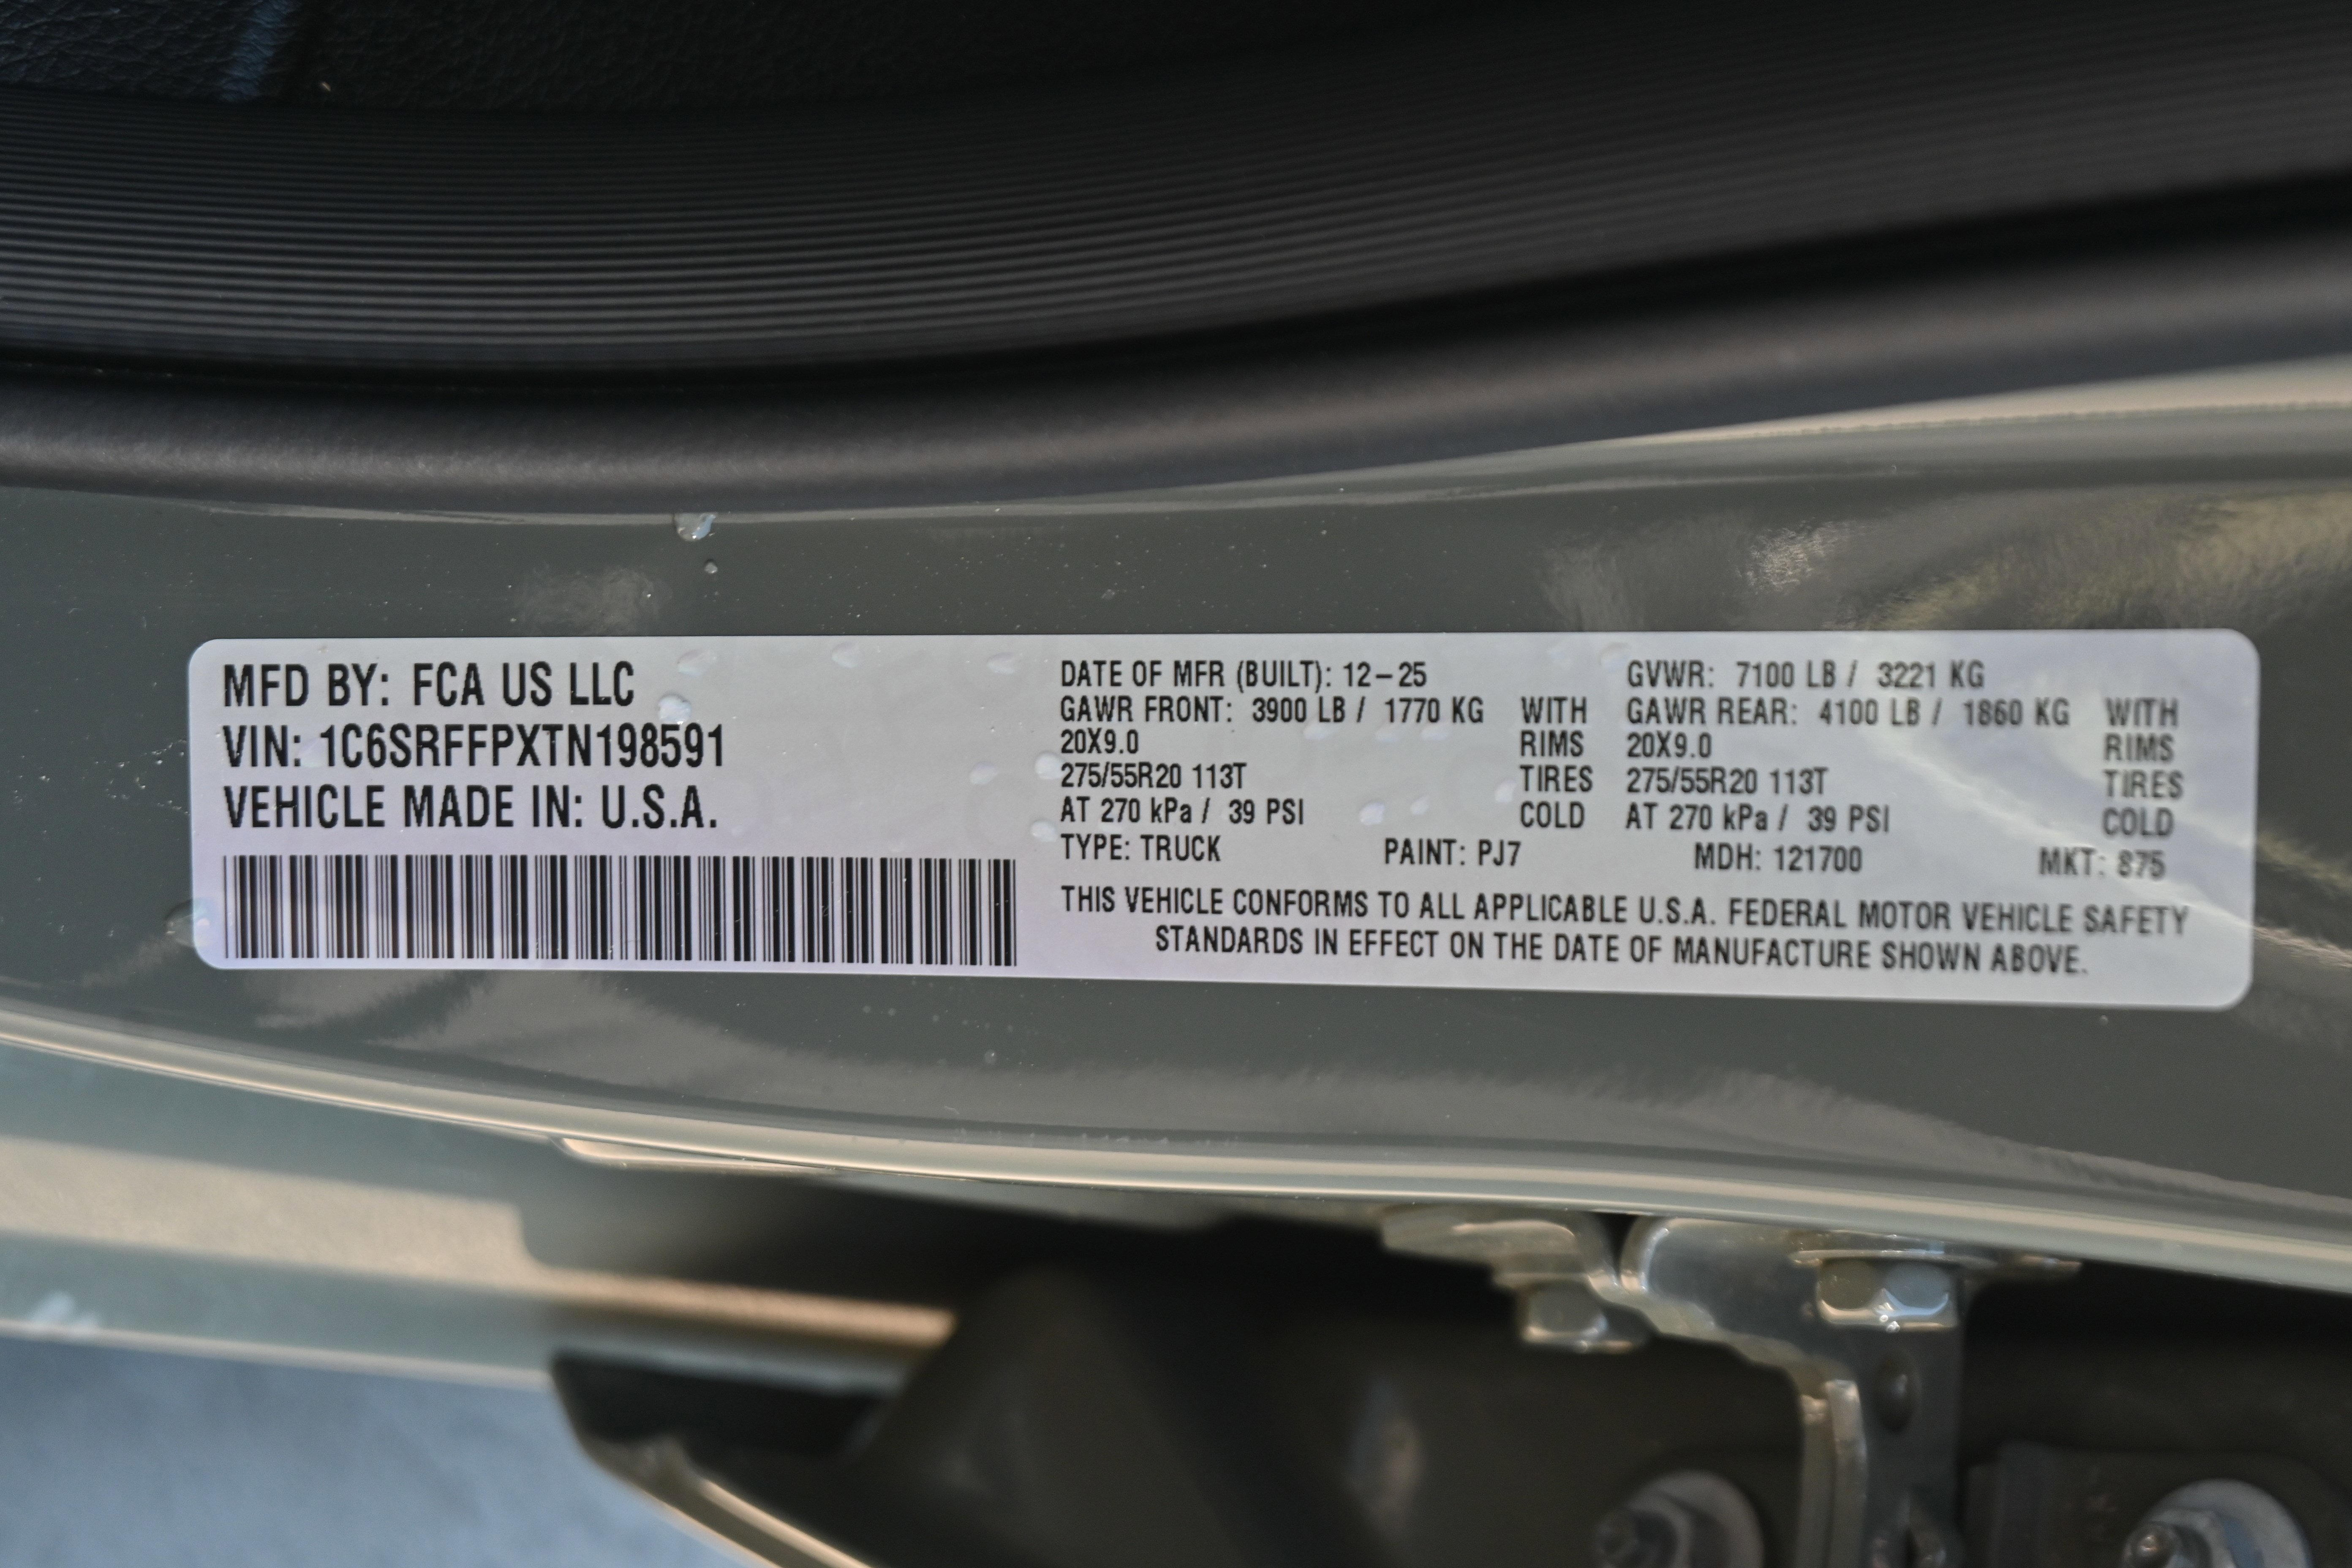 MFD BY: FCA US LLC
VIN: 1C6SRFFPXTN198591
VEHICLE MADE IN: U.S.A.
DATE OF MFR (BUILT): 12-25 GVWR: 7100 LB / 3221 KG
GAWR FRONT: 3900 LB / 1770 KG WITH GAWR REAR: 4100 LB / 1860 KG WITH
20X9.0 RIMS 20X9.0 RIMS
275/55R20 113T TIRES 275/55R20 113T TIRES
AT 270 kPa / 39 PSI COLD AT 270 kPa / 39 PSI COLD
TYPE: TRUCK PAINT: PJ7 MDH: 121700 MKT: 875
THIS VEHICLE CONFORMS TO ALL APPLICABLE U.S.A. FEDERAL MOTOR VEHICLE SAFETY
STANDARDS IN EFFECT ON THE DATE OF MANUFACTURE SHOWN ABOVE.